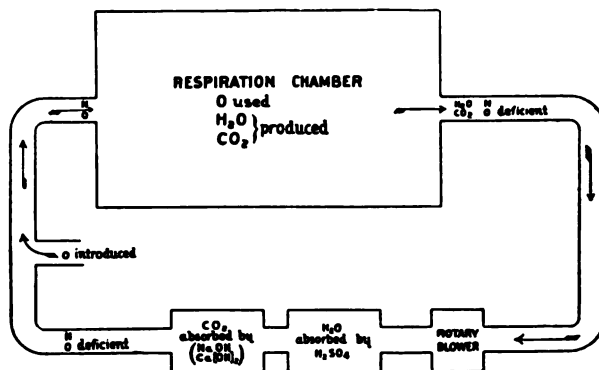 RESPIRATION CHAMBER
O used
H₂O
CO₂ } produced
N
O
H₂O N
CO₂ O deficient
O introduced
N
O deficient
CO₂
absorbed by
(NaOH
Ca[OH]₂)
H₂O
absorbed by
H₂SO₄
ROTARY
BLOWER